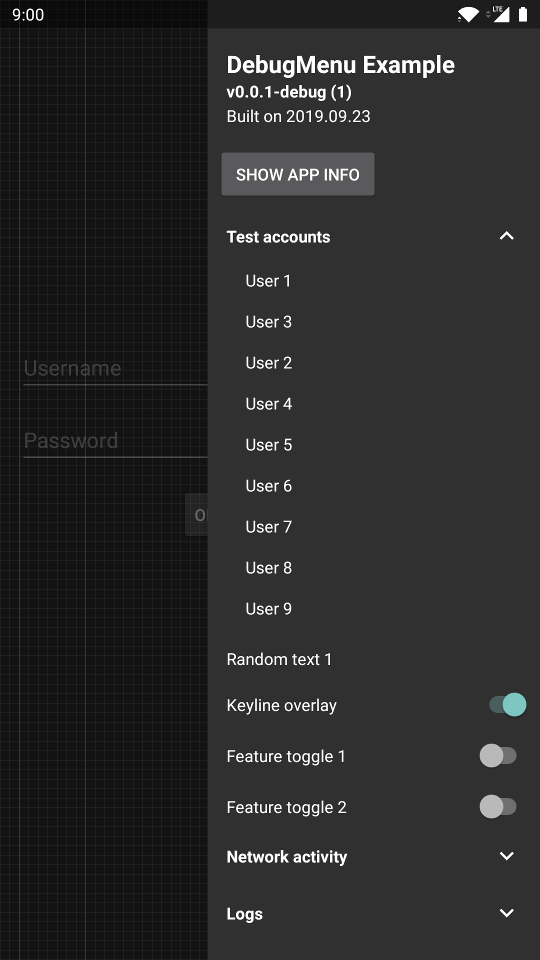 9:00
LTE
DebugMenu Example
v0.0.1-debug (1)
Built on 2019.09.23
SHOW APP INFO
Test accounts
User 1
User 3
User 2
Username
User 4
Password
User 5
User 6
User 7
User 8
User 9
Random text 1
Keyline overlay
Feature toggle 1
Feature toggle 2
Network activity
Logs